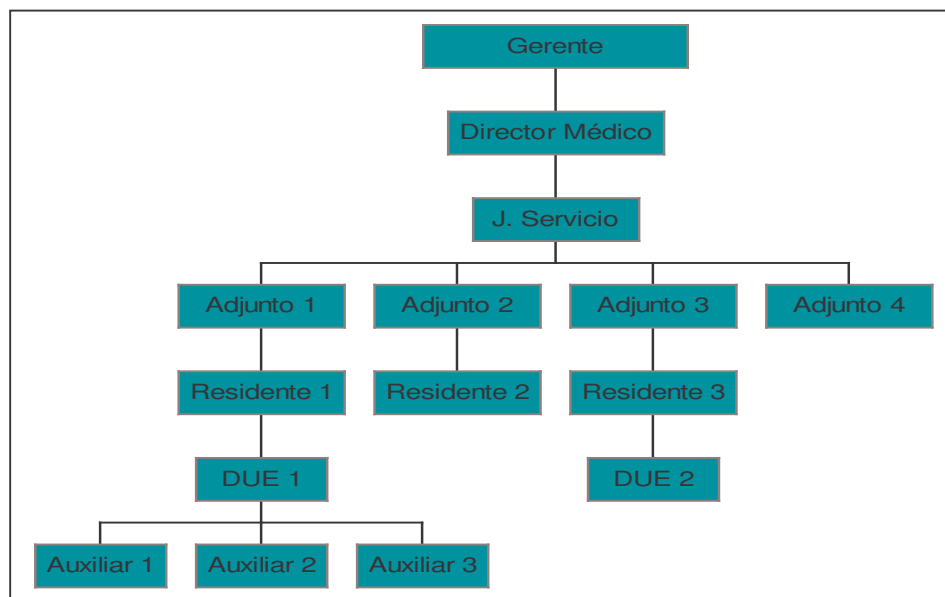 Gerente
Director Médico
J. Servicio
Adjunto 1
Adjunto 2
Adjunto 3
Adjunto 4
Residente 1
Residente 2
Residente 3
DUE 1
DUE 2
Auxiliar 1
Auxiliar 2
Auxiliar 3